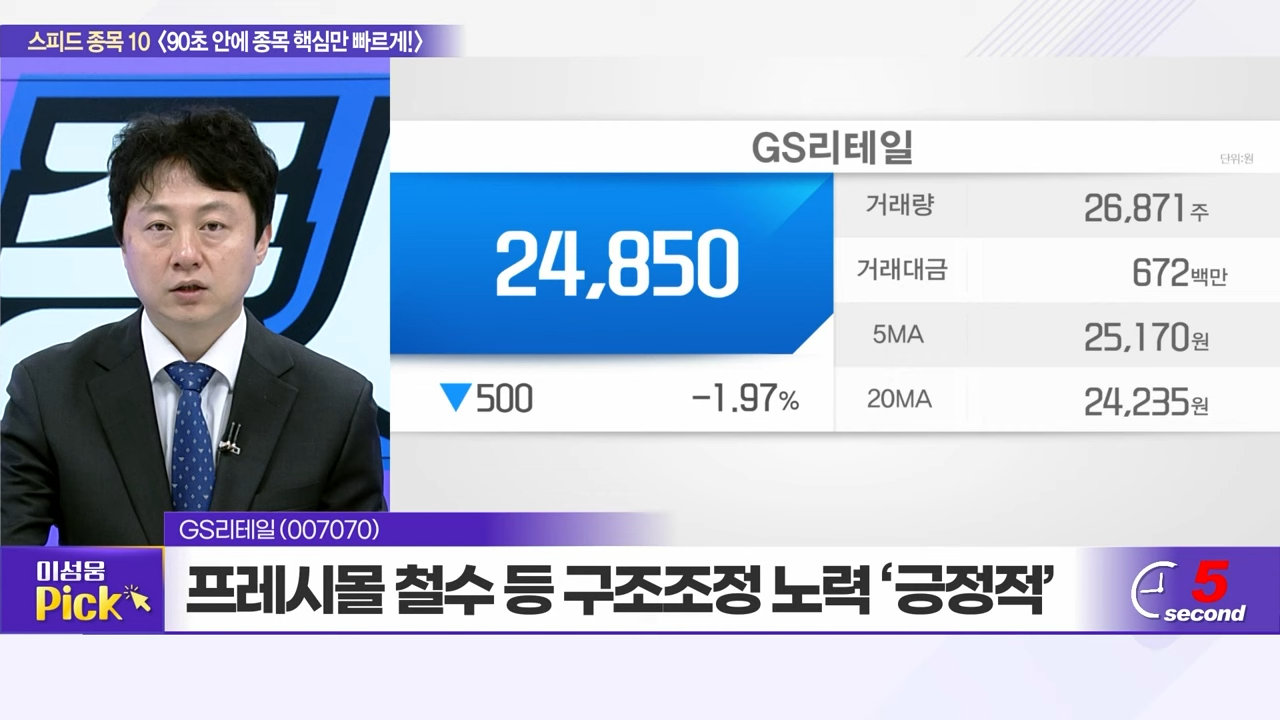 스피드 종목 10 <90초 안에 종목 핵심만 빠르게!>
GS리테일
단위:원
24,850
▼500 -1.97%
거래량 26,871주
거래대금 672백만
5MA 25,170원
20MA 24,235원
GS리테일(007070)
이성웅
Pick
프레시몰 철수 등 구조조정 노력 ‘긍정적’
5
second